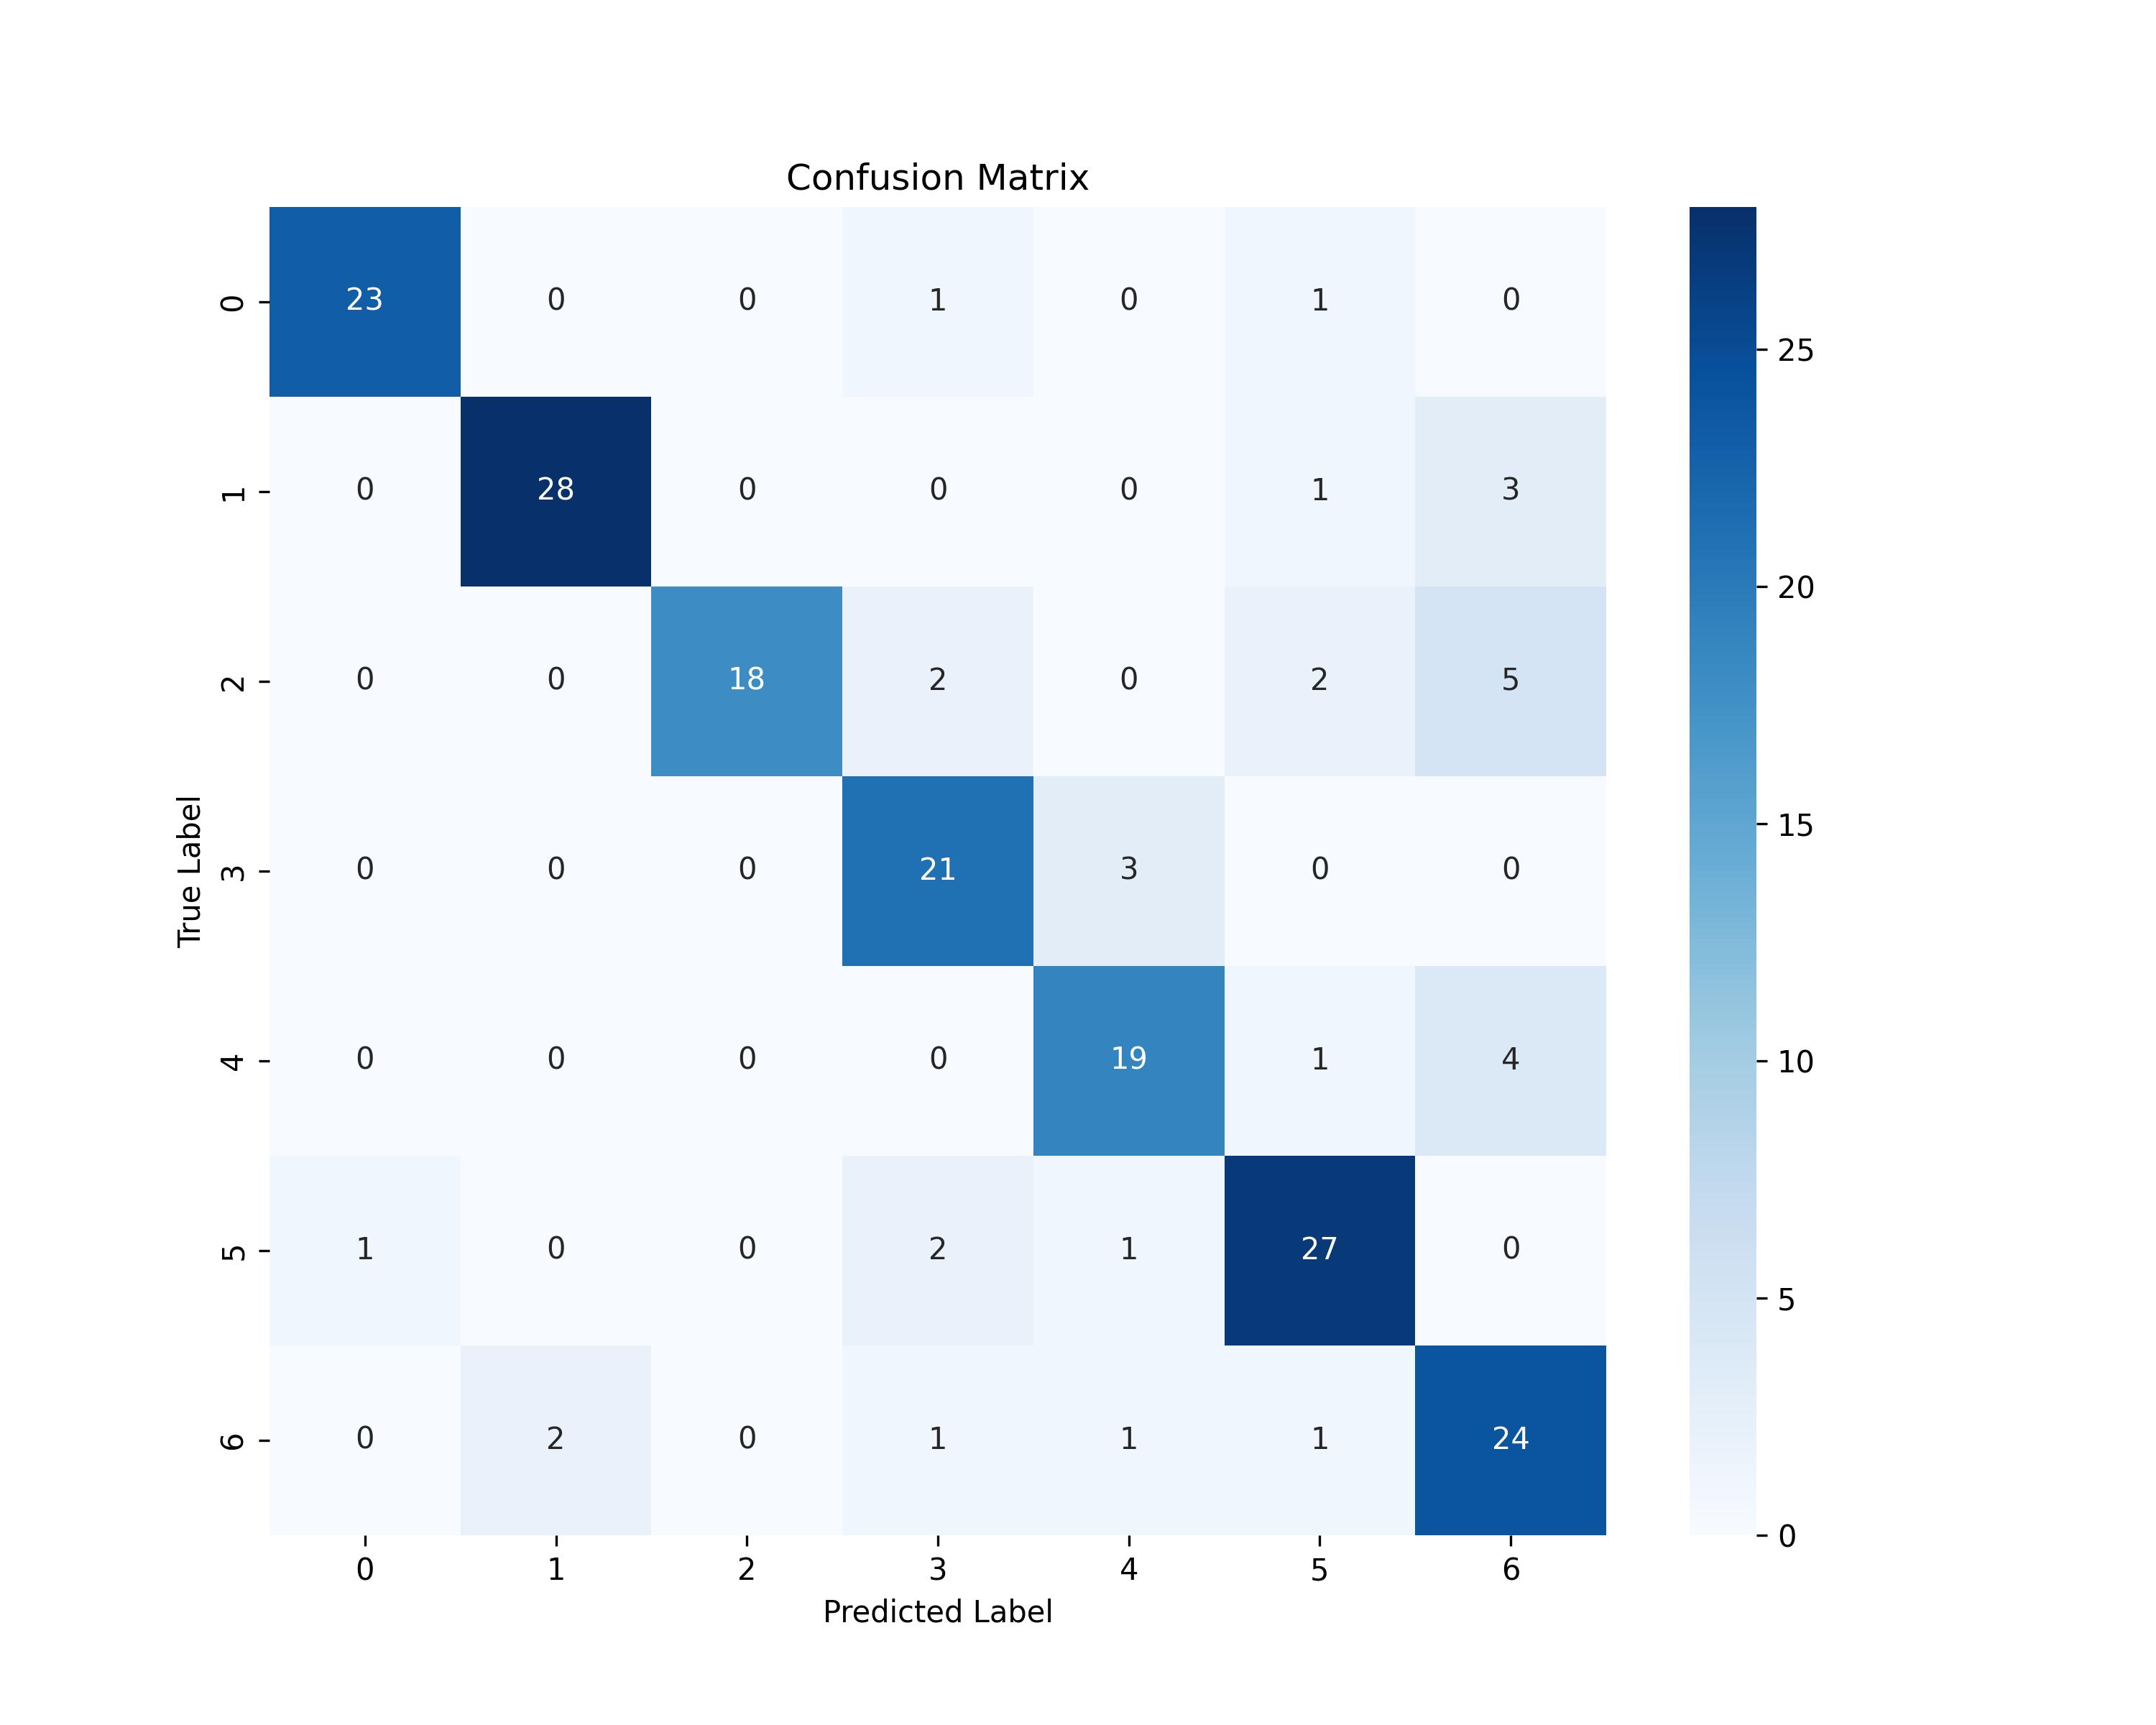 Confusion Matrix
0 23 0 0 1 0 1 0
1 0 28 0 0 0 1 3
2 0 0 18 2 0 2 5
3 0 0 0 21 3 0 0
4 0 0 0 0 19 1 4
5 1 0 0 2 1 27 0
6 0 2 0 1 1 1 24
0 1 2 3 4 5 6
Predicted Label
True Label
25
20
15
10
5
0